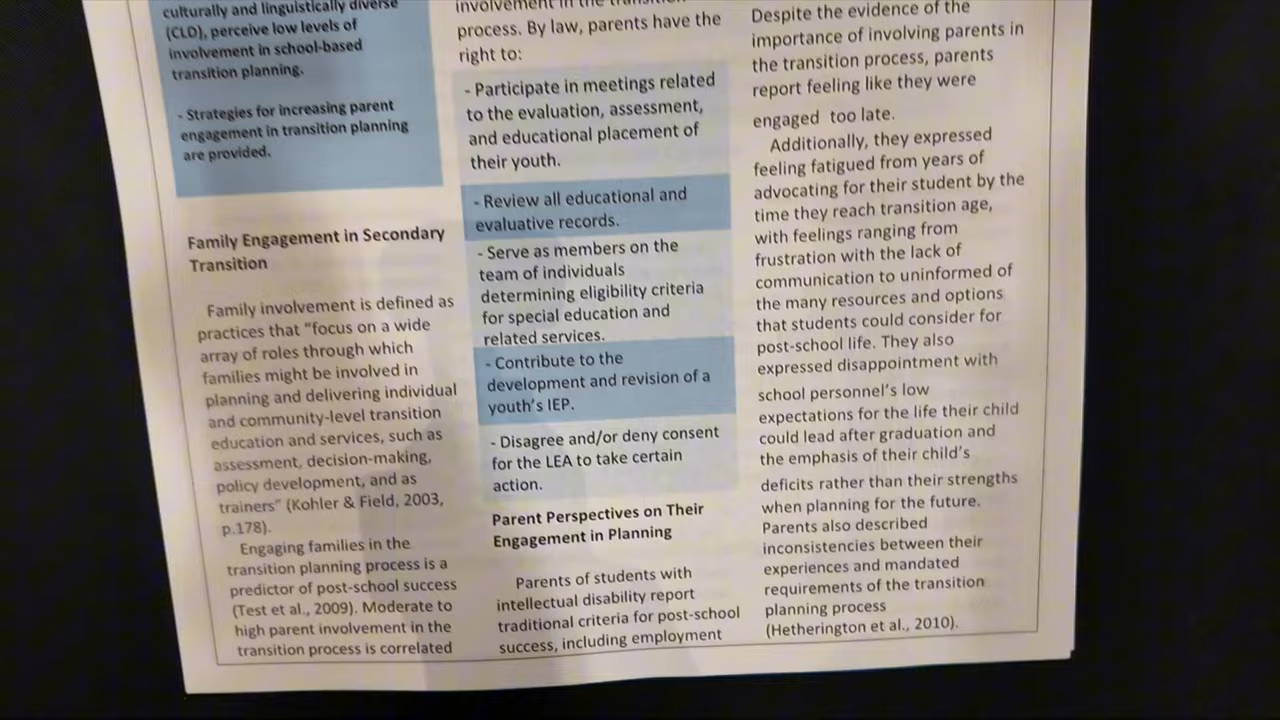 culturally and linguistically diverse
(CLD), perceive low levels of
involvement in school-based
transition planning.
- Strategies for increasing parent
engagement in transition planning
are provided.
Family Engagement in Secondary
Transition
Family involvement is defined as
practices that "focus on a wide
array of roles through which
families might be involved in
planning and delivering individual
and community-level transition
education and services, such as
assessment, decision-making,
policy development, and as
trainers" (Kohler & Field, 2003,
p.178).
Engaging families in the
transition planning process is a
predictor of post-school success
(Test et al., 2009). Moderate to
high parent involvement in the
transition process is correlated
involvement in the transition
process. By law, parents have the
right to:
- Participate in meetings related
to the evaluation, assessment,
and educational placement of
their youth.
- Review all educational and
evaluative records.
- Serve as members on the
team of individuals
determining eligibility criteria
for special education and
related services.
- Contribute to the
development and revision of a
youth's IEP.
- Disagree and/or deny consent
for the LEA to take certain
action.
Parent Perspectives on Their
Engagement in Planning
Parents of students with
intellectual disability report
traditional criteria for post-school
success, including employment
Despite the evidence of the
importance of involving parents in
the transition process, parents
report feeling like they were
engaged too late.
Additionally, they expressed
feeling fatigued from years of
advocating for their student by the
time they reach transition age,
with feelings ranging from
frustration with the lack of
communication to uninformed of
the many resources and options
that students could consider for
post-school life. They also
expressed disappointment with
school personnel's low
expectations for the life their child
could lead after graduation and
the emphasis of their child's
deficits rather than their strengths
when planning for the future.
Parents also described
inconsistencies between their
experiences and mandated
requirements of the transition
planning process
(Hetherington et al., 2010).